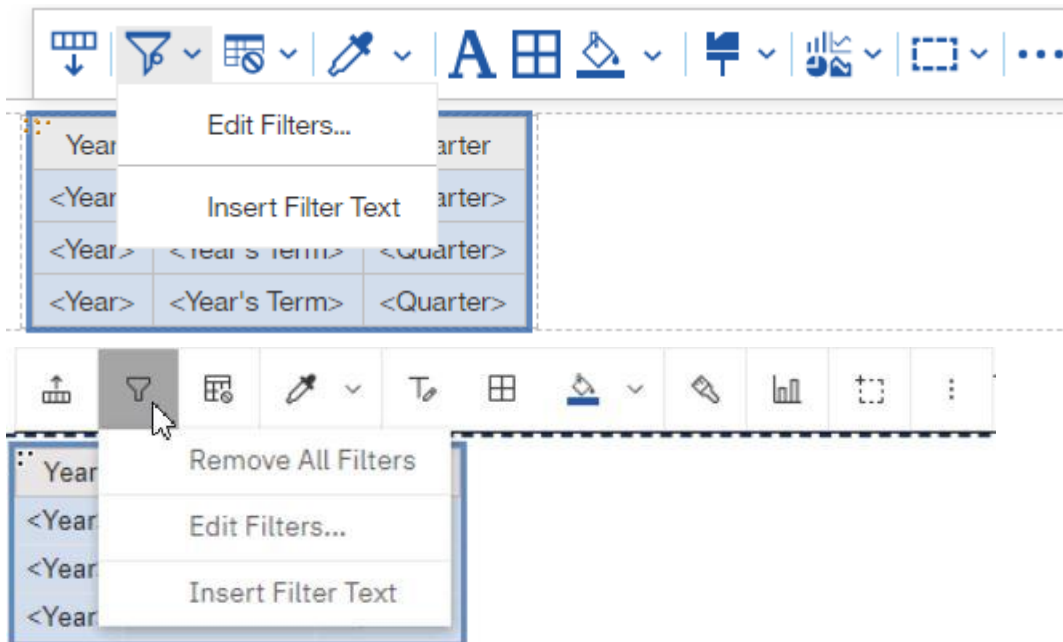 Edit Filters...
Year arter
<Year arter>
Insert Filter Text
<Year> <Year's Term> <Quarter>
<Year> <Year's Term> <Quarter>
Remove All Filters
Year
<Year
Edit Filters...
<Year
Insert Filter Text
<Year